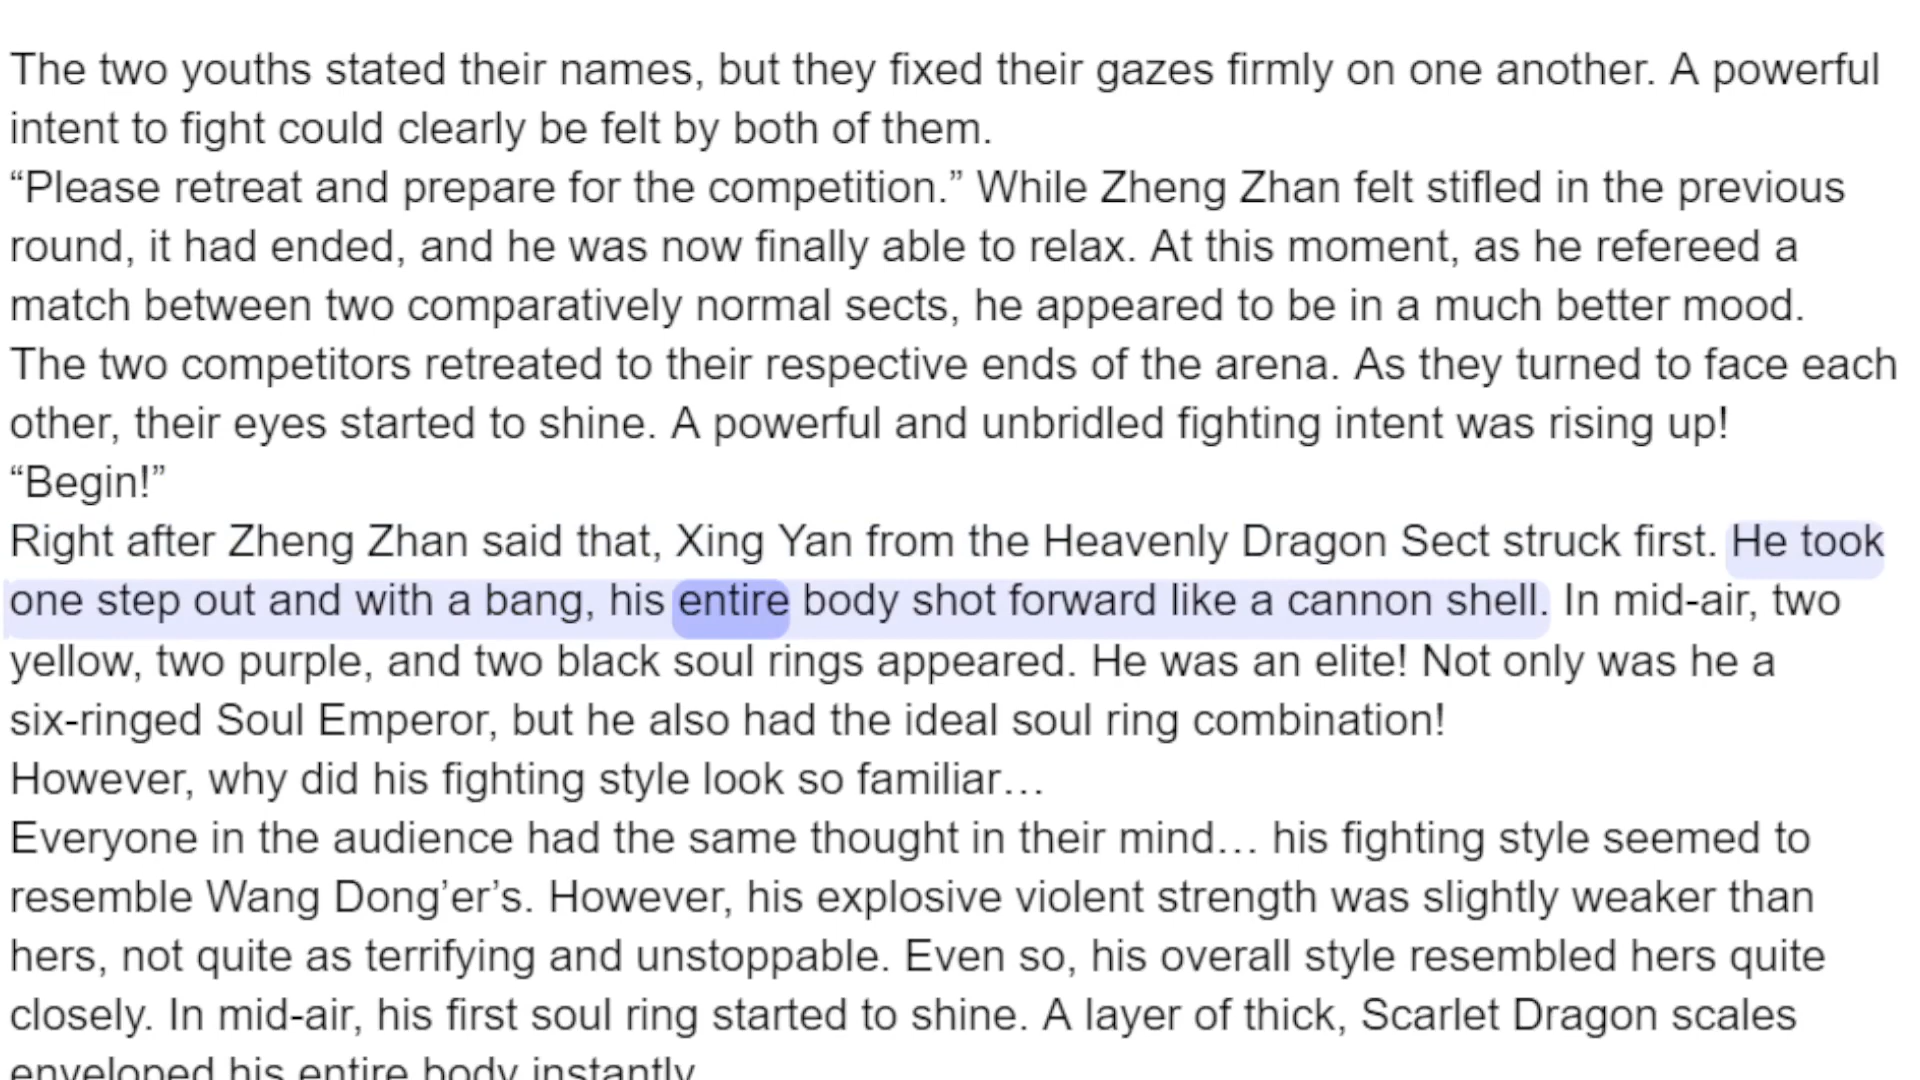 The two youths stated their names, but they fixed their gazes firmly on one another. A powerful
intent to fight could clearly be felt by both of them.
“Please retreat and prepare for the competition.” While Zheng Zhan felt stifled in the previous
round, it had ended, and he was now finally able to relax. At this moment, as he refereed a
match between two comparatively normal sects, he appeared to be in a much better mood.
The two competitors retreated to their respective ends of the arena. As they turned to face each
other, their eyes started to shine. A powerful and unbridled fighting intent was rising up!
“Begin!”
Right after Zheng Zhan said that, Xing Yan from the Heavenly Dragon Sect struck first. He took
one step out and with a bang, his entire body shot forward like a cannon shell. In mid-air, two
yellow, two purple, and two black soul rings appeared. He was an elite! Not only was he a
six-ringed Soul Emperor, but he also had the ideal soul ring combination!
However, why did his fighting style look so familiar…
Everyone in the audience had the same thought in their mind… his fighting style seemed to
resemble Wang Dong’er’s. However, his explosive violent strength was slightly weaker than
hers, not quite as terrifying and unstoppable. Even so, his overall style resembled hers quite
closely. In mid-air, his first soul ring started to shine. A layer of thick, Scarlet Dragon scales
enveloped his entire body instantly